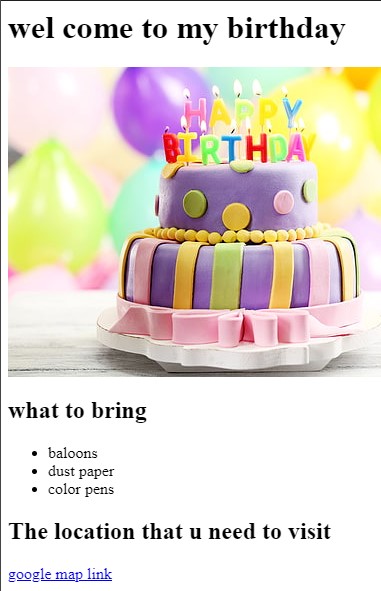 wel come to my birthday
HAPPY
BIRTHDAY
what to bring
baloons
dust paper
color pens
The location that u need to visit
google map link